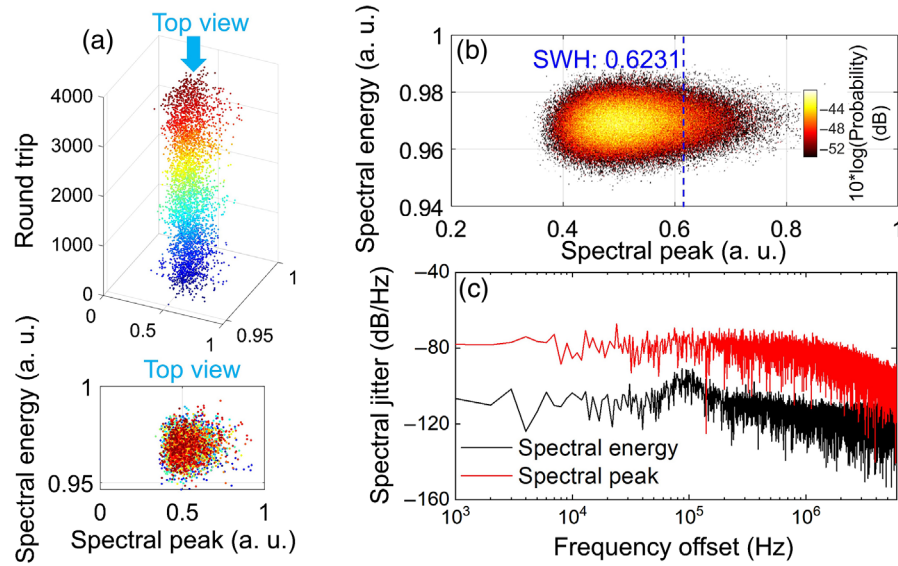 (a)
Top view
Round trip
4000
3000
2000
1000
0
0
0.5
1
0.95
1
Top view
Spectral energy (a. u.)
1
0.95
0
0.5
1
Spectral peak (a. u.)
(b)
SWH: 0.6231
Spectral energy (a. u.)
1
0.98
0.96
0.94
0.2
0.4
0.6
0.8
1
Spectral peak (a. u.)
−44
−48
−52
10*log(Probability)
(dB)
(c)
Spectral jitter (dB/Hz)
−40
−80
−120
−160
Spectral energy
Spectral peak
10³
10⁴
10⁵
10⁶
Frequency offset (Hz)